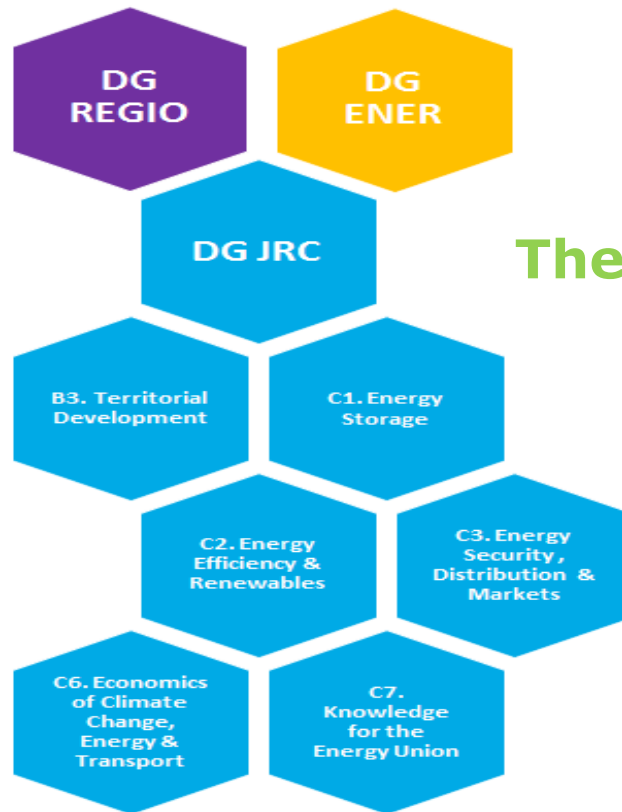 DG
REGIO
DG
ENER
DG JRC
The
B3. Territorial
Development
C1. Energy
Storage
C2. Energy
Efficiency &
Renewables
C3. Energy
Security,
Distribution &
Markets
C6. Economics
of Climate
Change,
Energy &
Transport
C7.
Knowledge
for the
Energy Union